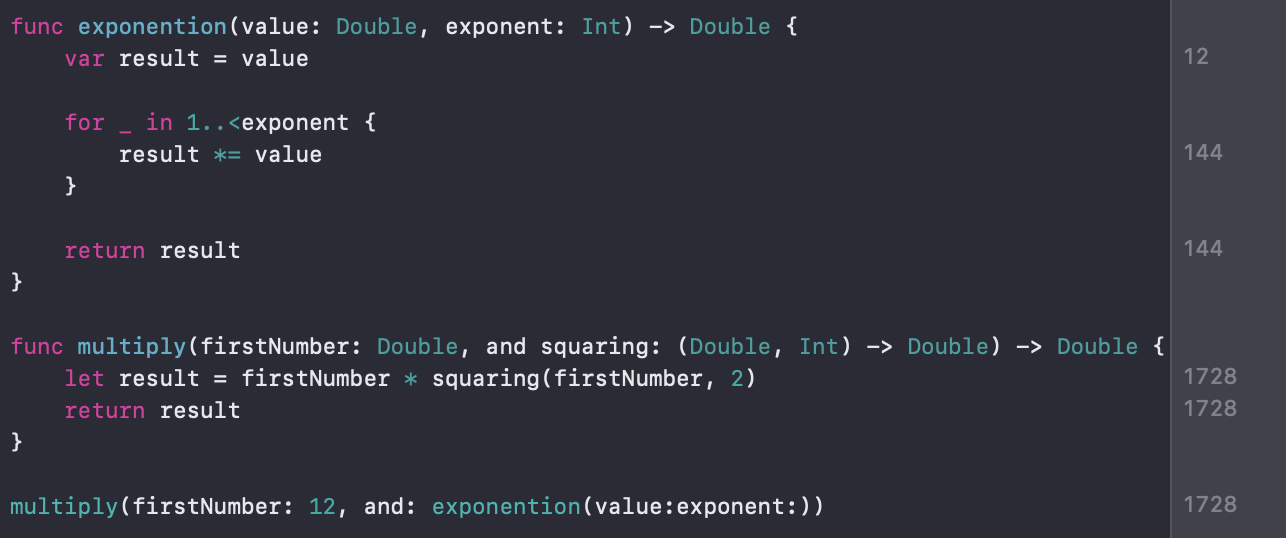 func exponention(value: Double, exponent: Int) -> Double {
    var result = value 12
    for _ in 1..<exponent {
        result *= value 144
    }
    return result 144
}
func multiply(firstNumber: Double, and squaring: (Double, Int) -> Double) -> Double {
    let result = firstNumber * squaring(firstNumber, 2) 1728
    return result 1728
}
multiply(firstNumber: 12, and: exponention(value:exponent:)) 1728